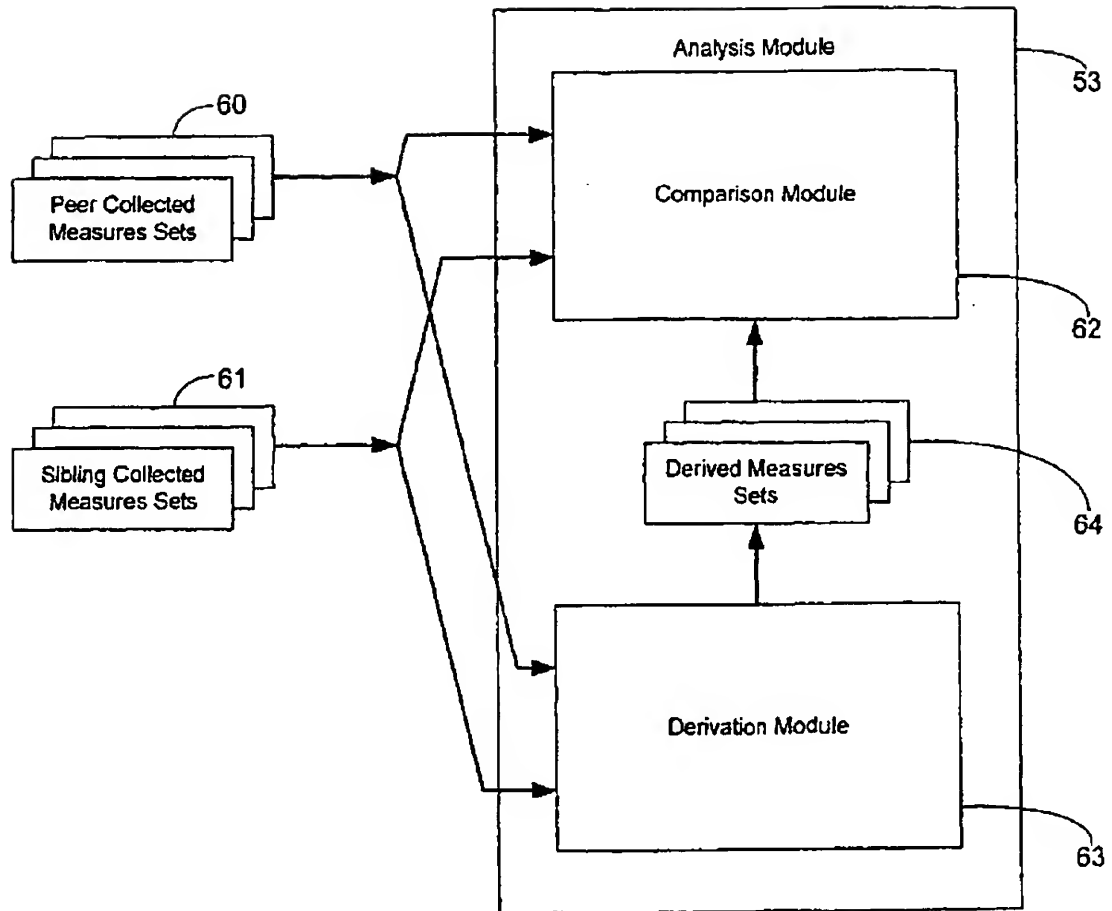 Analysis Module
53
60
Peer Collected
Measures Sets
Comparison Module
62
61
Sibling Collected
Measures Sets
Derived Measures
Sets
64
Derivation Module
63